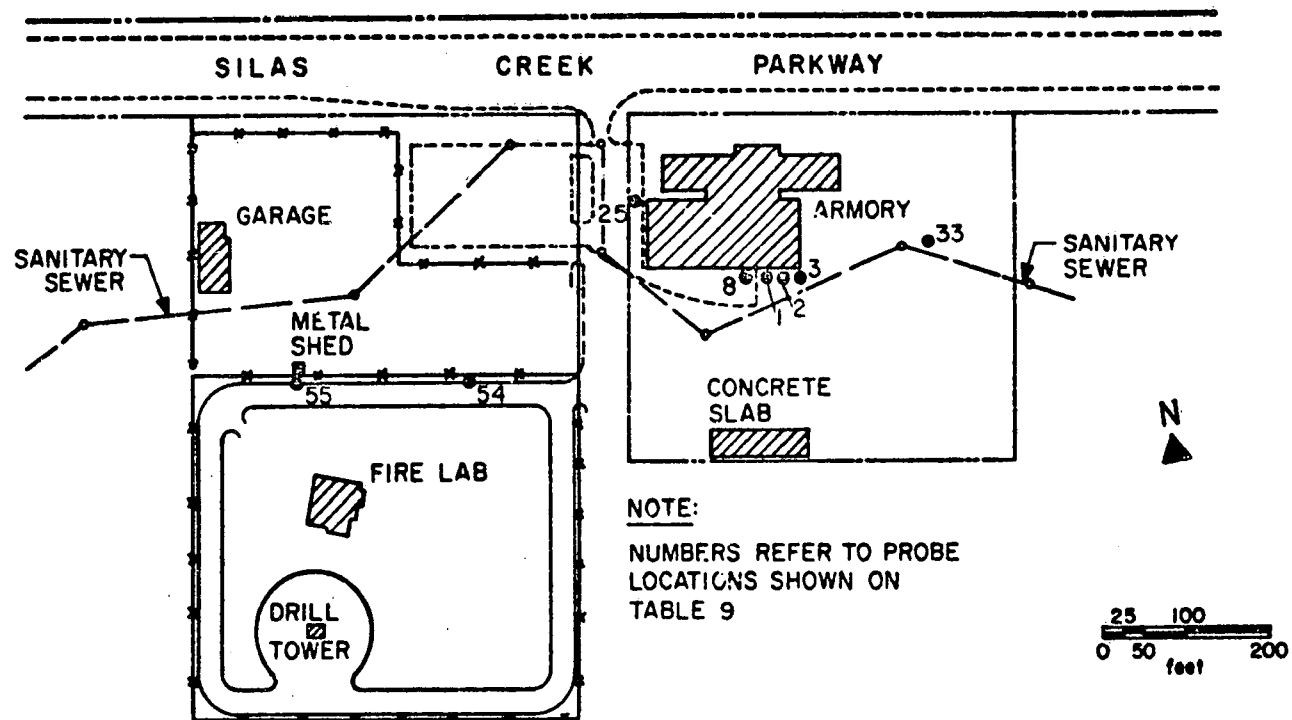 SILAS CREEK PARKWAY
GARAGE
25
ARMORY
33
SANITARY
SEWER
SANITARY
SEWER
8
1
2
3
METAL
SHED
55
54
CONCRETE
SLAB
N
FIRE LAB
NOTE:
NUMBERS REFER TO PROBE
LOCATIONS SHOWN ON
TABLE 9
DRILL
TOWER
25 100
0 50 200
feet